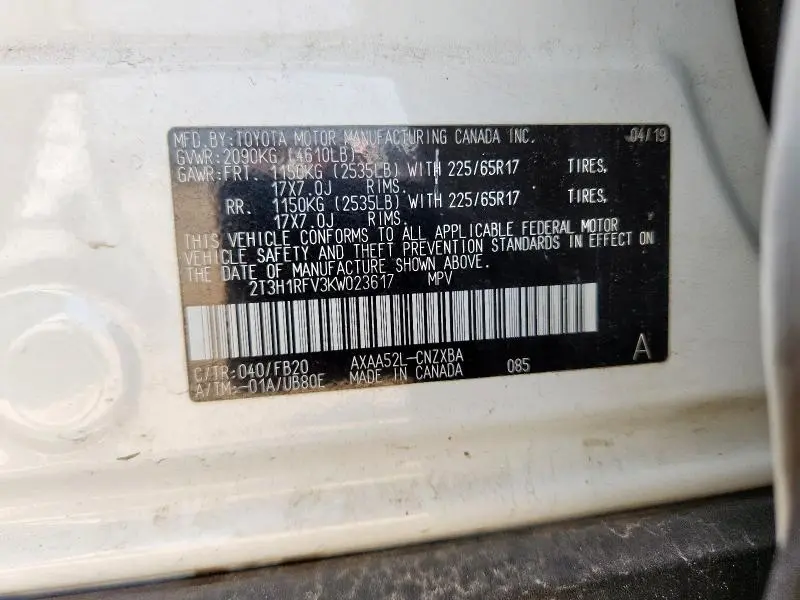 MFD. BY: TOYOTA MOTOR MANUFACTURING CANADA INC. 04/19
GVWR: 2090KG (4610LB)
GAWR: FRT. 1150KG (2535LB) WITH 225/65R17 TIRES,
17X7.0J RIMS.
RR. 1150KG (2535LB) WITH 225/65R17 TIRES,
17X7.0J RIMS.
THIS VEHICLE CONFORMS TO ALL APPLICABLE FEDERAL MOTOR
VEHICLE SAFETY AND THEFT PREVENTION STANDARDS IN EFFECT ON
THE DATE OF MANUFACTURE SHOWN ABOVE.
2T3H1RFV3KW023617 MPV
C/TR: 040/FB20 AXAA52L-CNZXBA A
A/TM: -01A/UB80E MADE IN CANADA 085